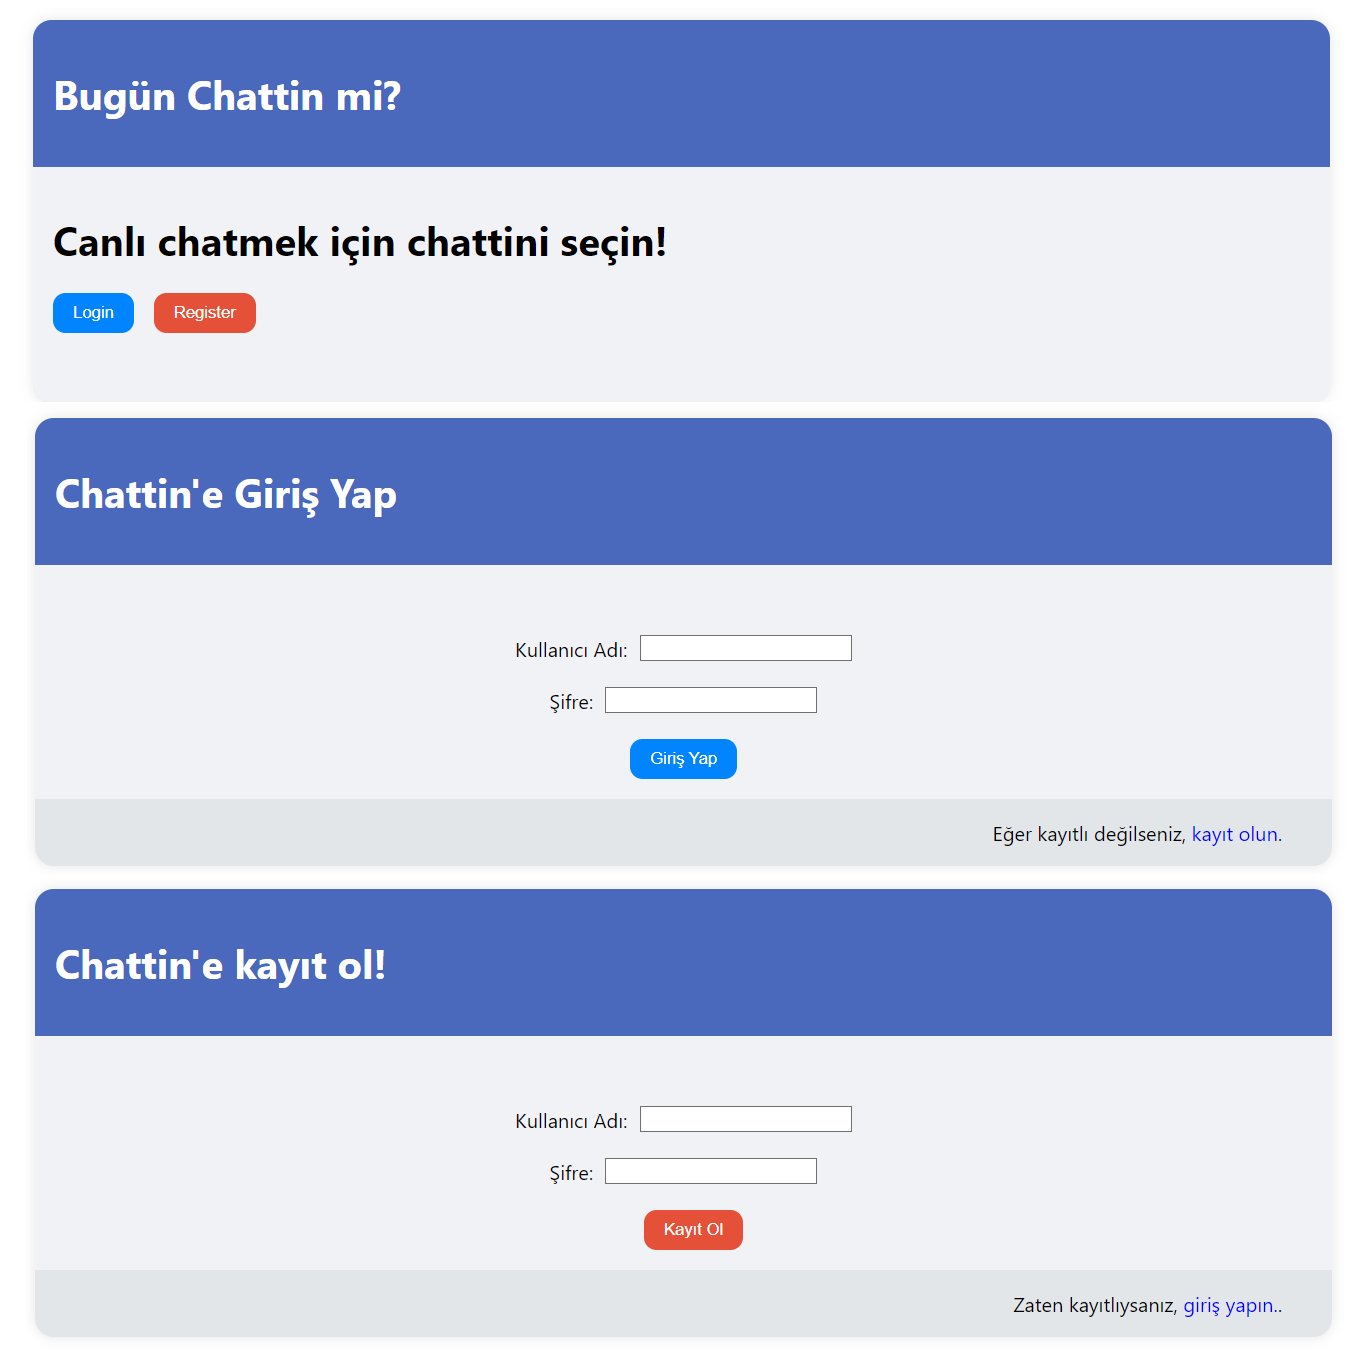 Bugün Chattin mi?
Canlı chatmek için chattini seçin!
Login Register
Chattin'e Giriş Yap
Kullanıcı Adı:
Şifre:
Giriş Yap
Eğer kayıtlı değilseniz, kayıt olun.
Chattin'e kayıt ol!
Kullanıcı Adı:
Şifre:
Kayıt Ol
Zaten kayıtlıysanız, giriş yapın..